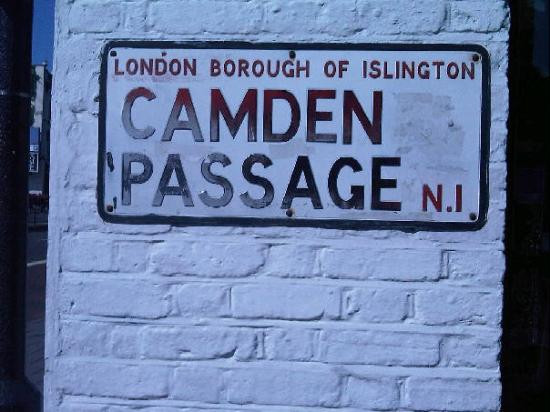 LONDON BOROUGH OF ISLINGTON
CAMDEN
PASSAGE N.1